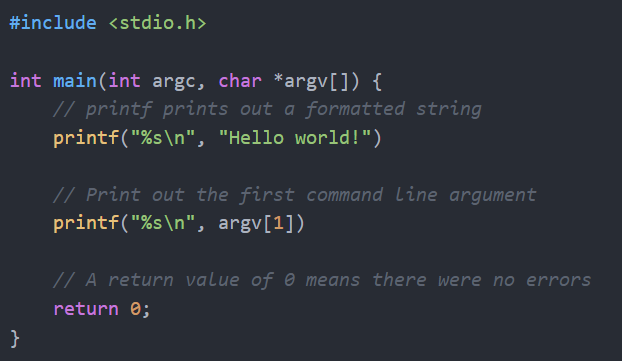 #include <stdio.h>

int main(int argc, char *argv[]) {
    // printf prints out a formatted string
    printf("%s\n", "Hello world!")

    // Print out the first command line argument
    printf("%s\n", argv[1])

    // A return value of 0 means there were no errors
    return 0;
}